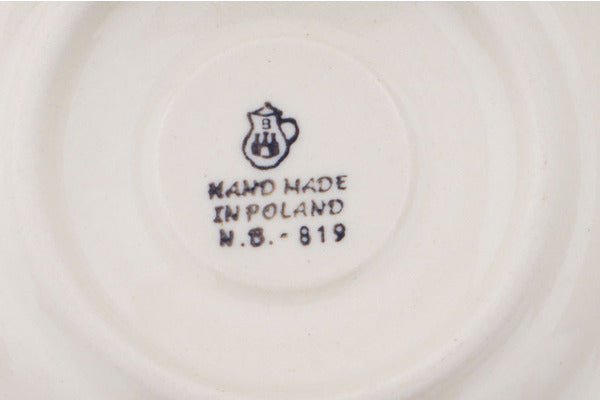 B
HAND MADE
IN POLAND
N.B.- 819